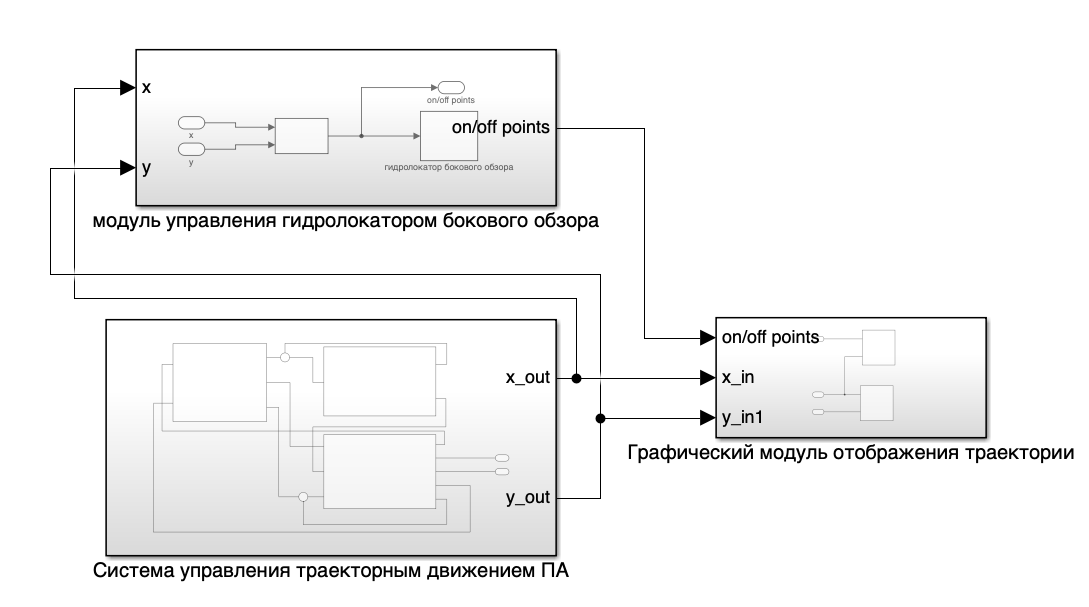 x
on/off points
x
on/off points
y
y
гидролокатор бокового обзора
модуль управления гидролокатором бокового обзора
on/off points
x_out
x_in
y_in1
Графический модуль отображения траектории
y_out
Система управления траекторным движением ПА